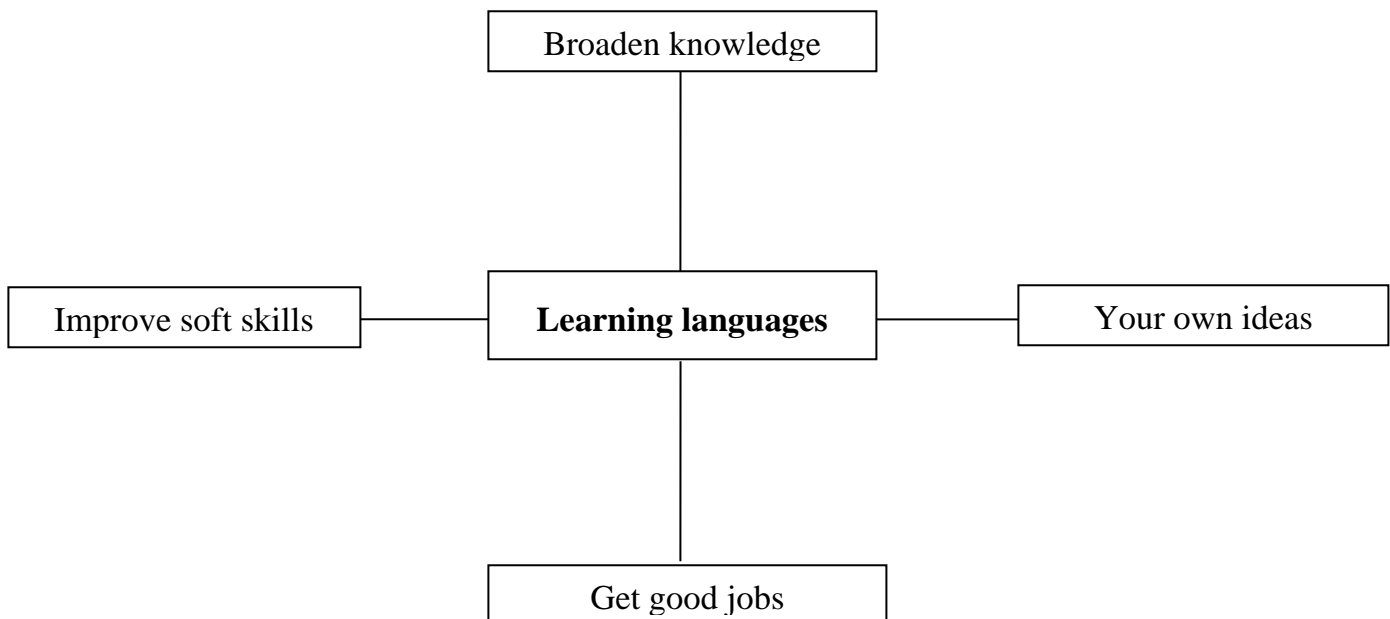 Broaden knowledge
Improve soft skills
Learning languages
Your own ideas
Get good jobs